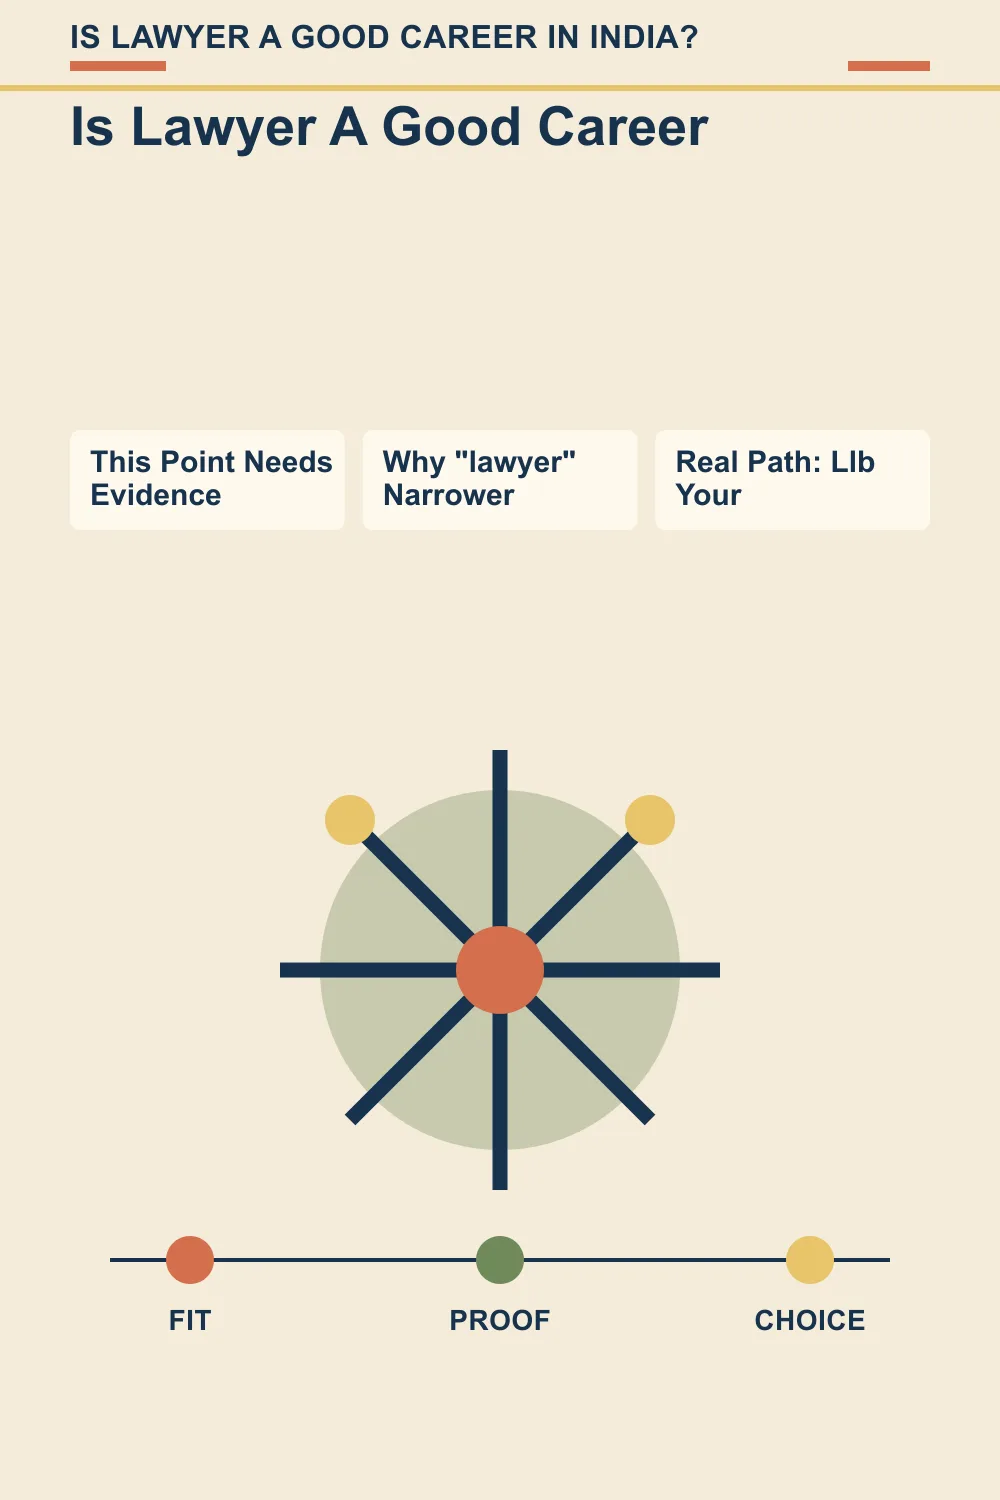 IS LAWYER A GOOD CAREER IN INDIA?
Is Lawyer A Good Career
This Point Needs
Evidence
Why "lawyer"
Narrower
Real Path: Llb
Your
FIT
PROOF
CHOICE